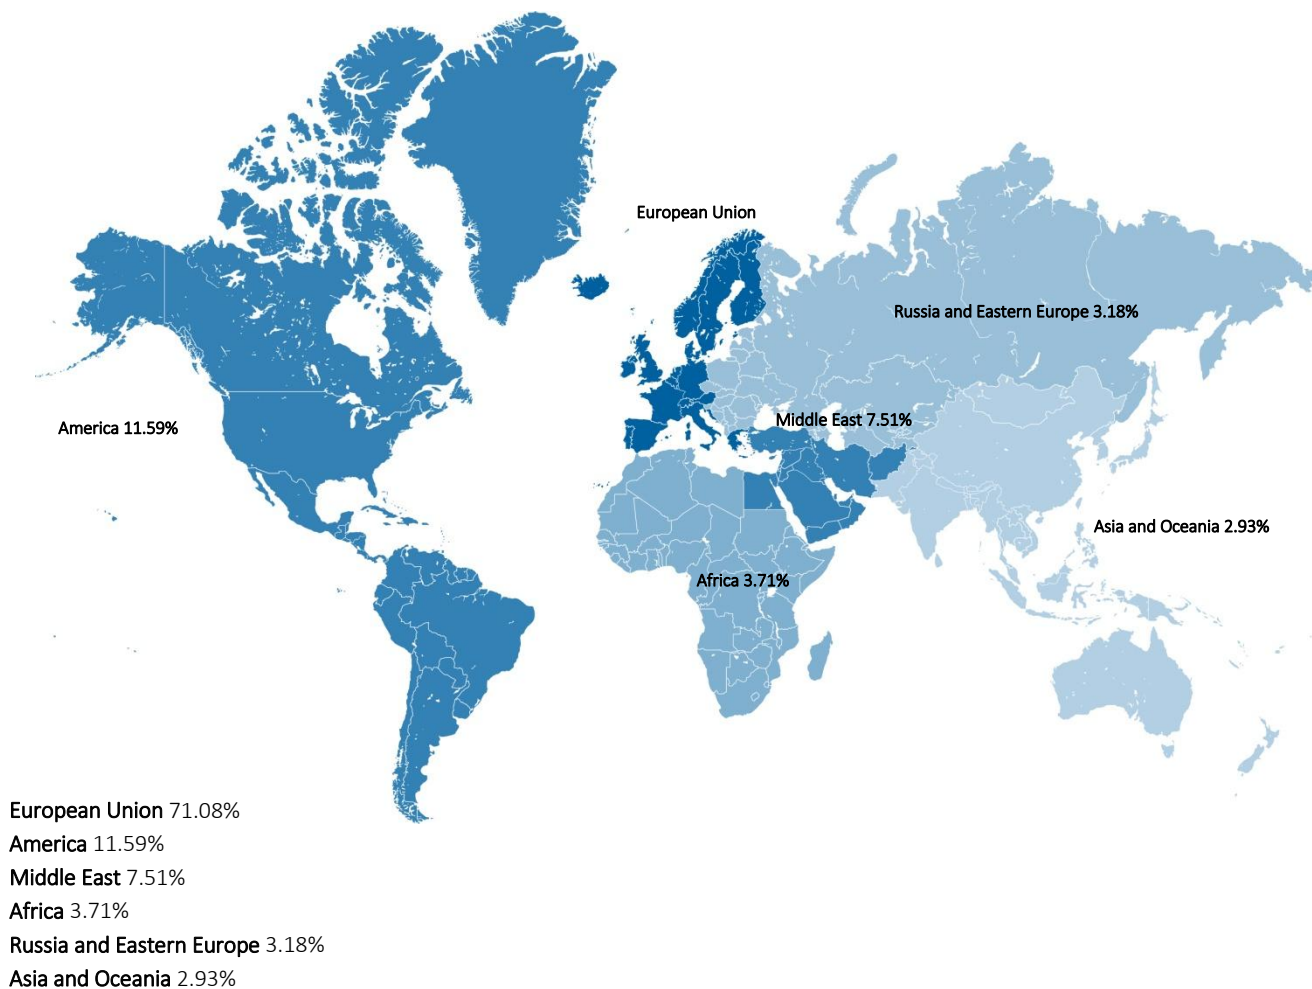 European Union
Russia and Eastern Europe 3.18%
America 11.59%
Middle East 7.51%
Asia and Oceania 2.93%
Africa 3.71%
European Union 71.08%
America 11.59%
Middle East 7.51%
Africa 3.71%
Russia and Eastern Europe 3.18%
Asia and Oceania 2.93%